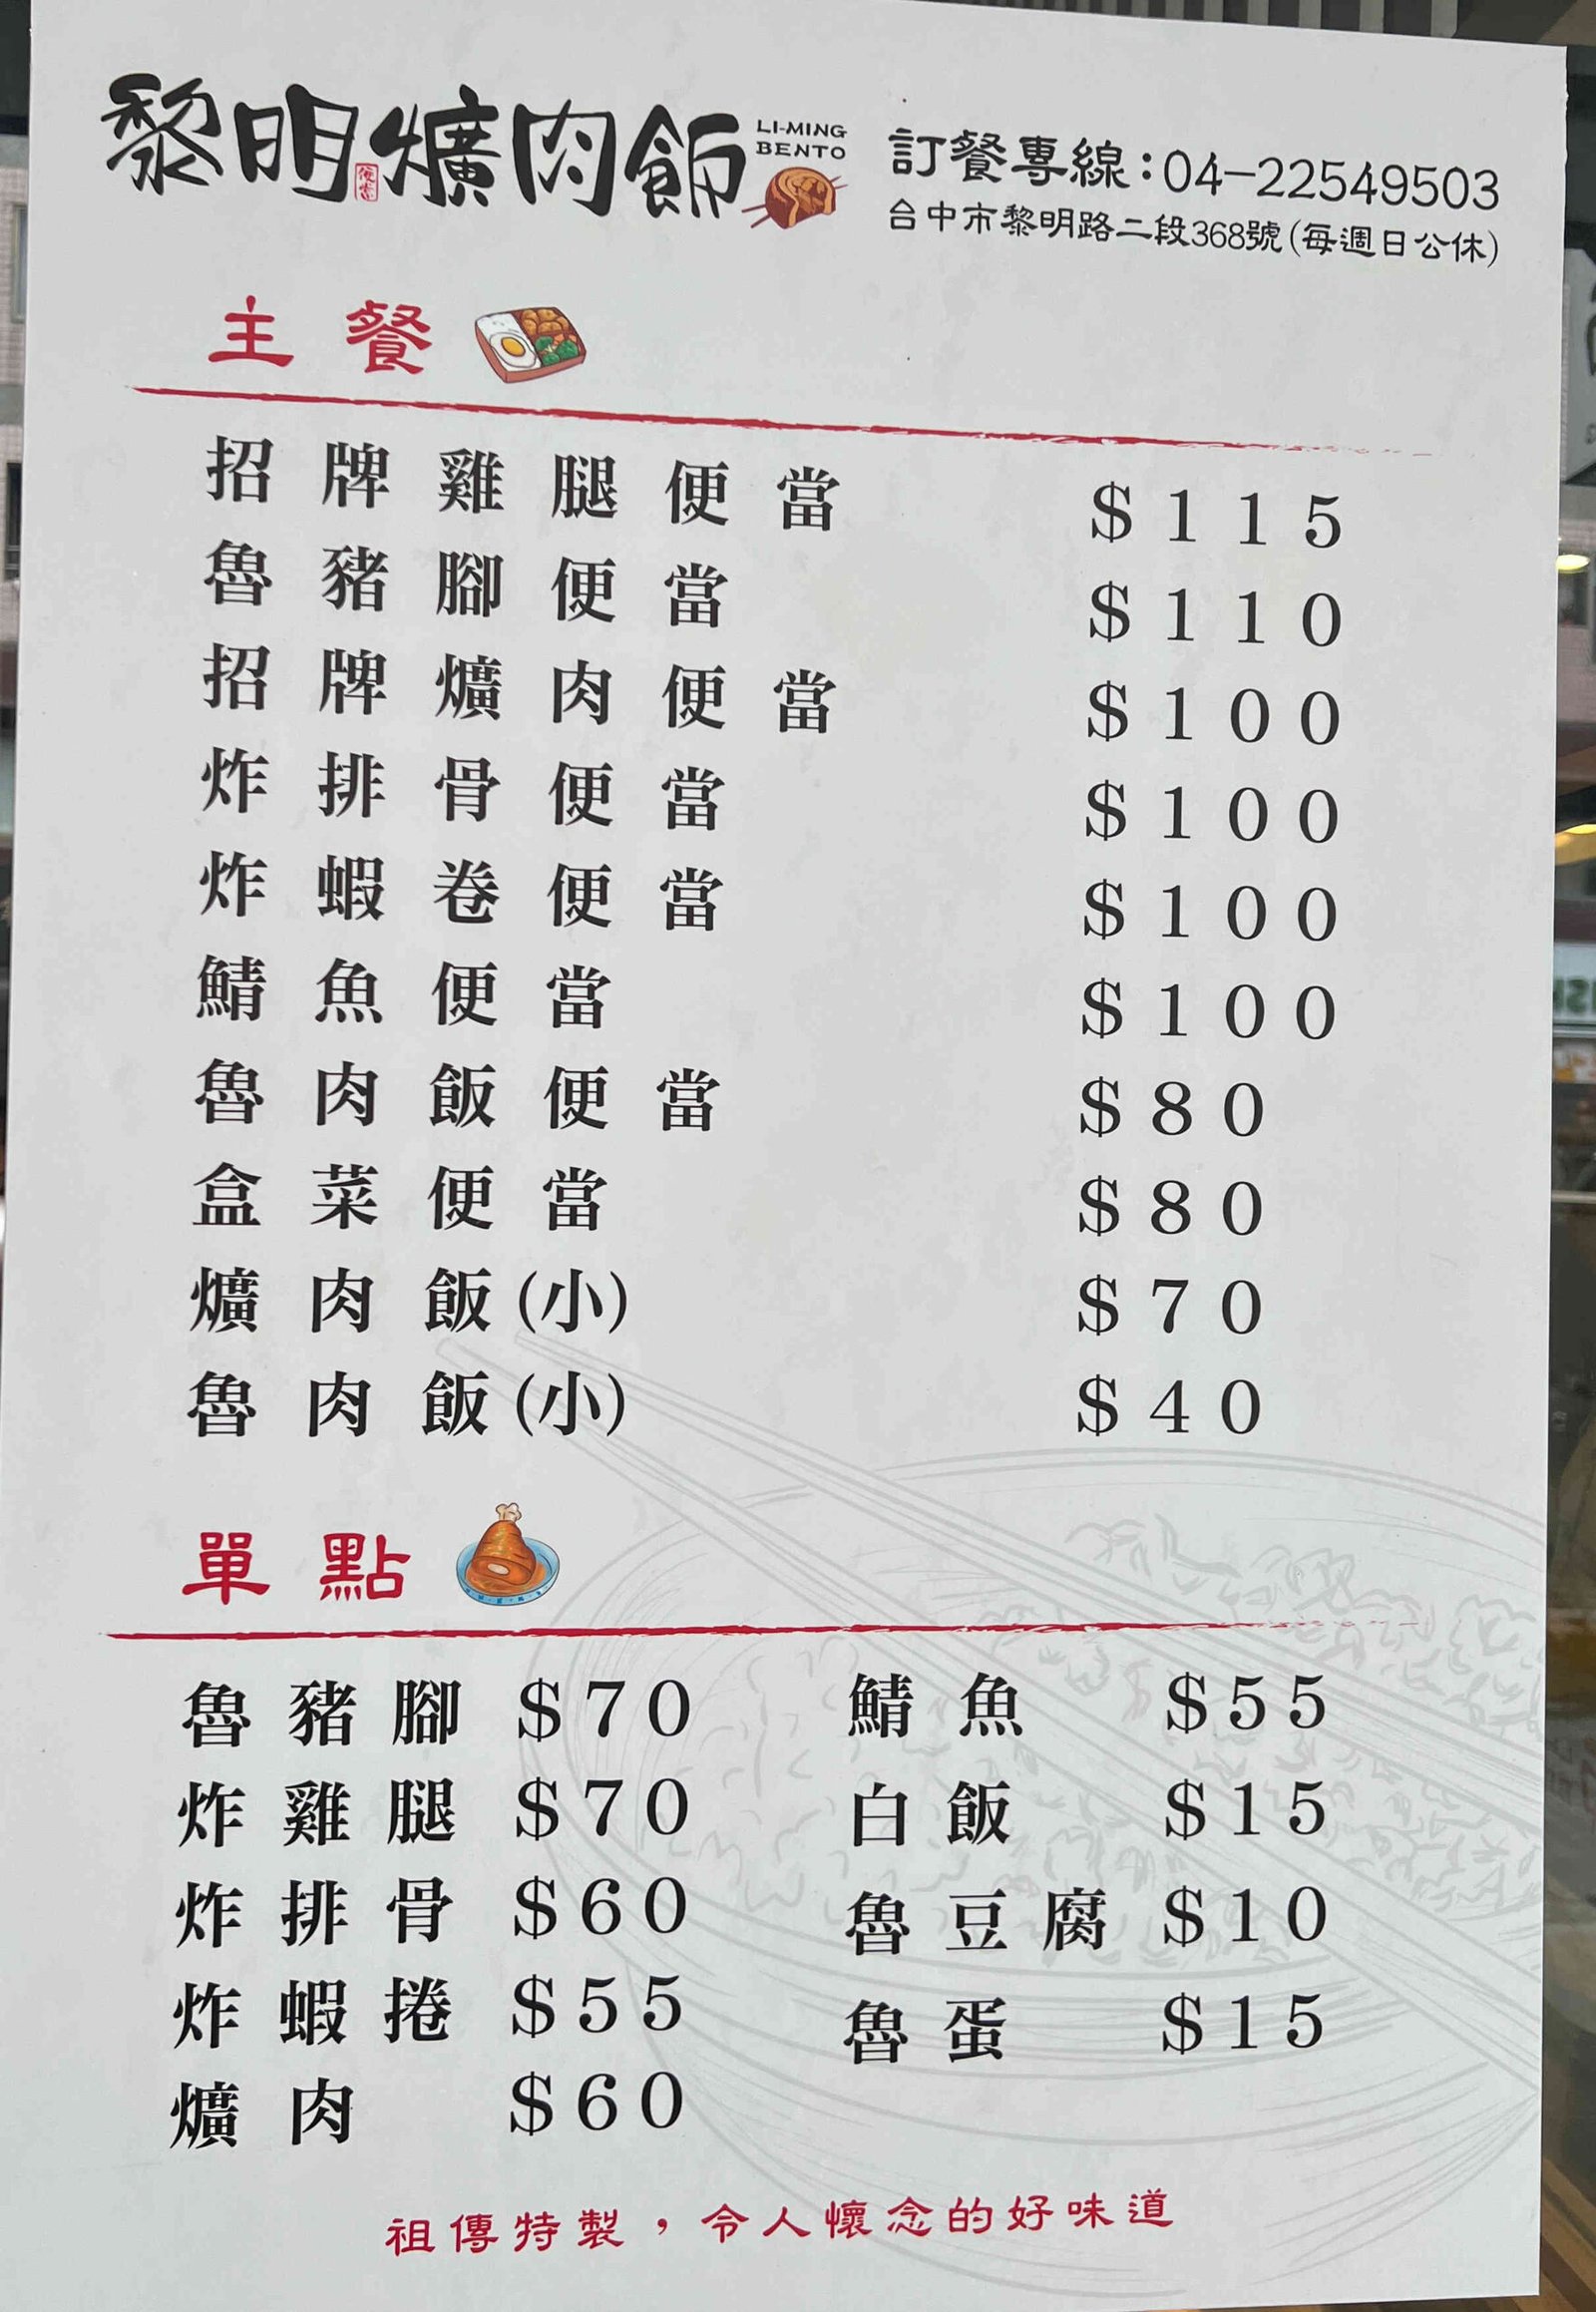 黎明爌肉飯
LI-MING
BENTO
訂餐專線:04-22549503
台中市黎明路二段368號(每週日公休)
主餐
招牌雞腿便當 $115
魯豬腳便當 $110
招牌爌肉便當 $100
炸排骨便當 $100
炸蝦卷便當 $100
鯖魚便當 $100
魯肉飯便當 $80
盒菜便當 $80
爌肉飯(小) $70
魯肉飯(小) $40
單點
魯豬腳 $70
炸雞腿 $70
炸排骨 $60
炸蝦捲 $55
爌肉 $60
鯖魚 $55
白飯 $15
魯豆腐 $10
魯蛋 $15
祖傳特製，令人懷念的好味道